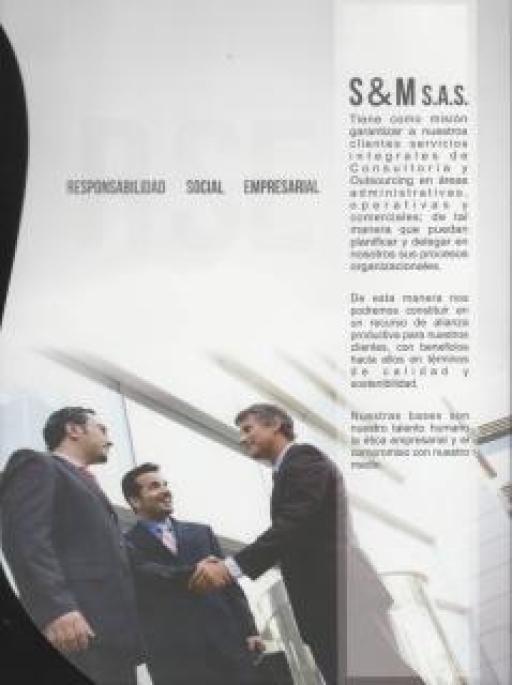 RSE
RESPONSABILIDAD SOCIAL EMPRESARIAL
S&M S.A.S.
Tiene como misión
garantizar a nuestros
clientes servicios
integrales de
Consultoría y
Outsourcing en áreas
administrativas,
operativas y
comerciales; de tal
manera que puedan
planificar y delegar en
nosotros sus procesos
organizacionales.
De esta manera nos
podremos constituir en
un recurso de alianza
productiva para nuestros
clientes, con beneficios
hacia ellos en términos
de calidad y
sostenibilidad.
Nuestras bases son
nuestro talento humano
la ética empresarial y el
compromiso con nuestro
medio.